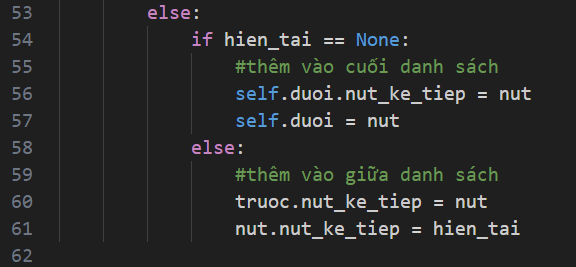 53 else:
54 if hien_tai == None:
55 #thêm vào cuối danh sách
56 self.duoi.nut_ke_tiep = nut
57 self.duoi = nut
58 else:
59 #thêm vào giữa danh sách
60 truoc.nut_ke_tiep = nut
61 nut.nut_ke_tiep = hien_tai
62